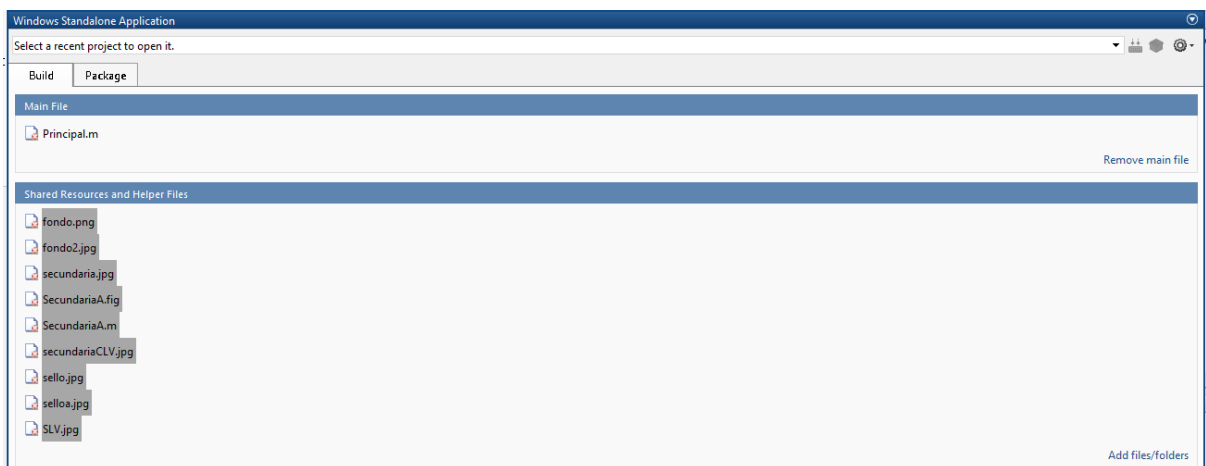 Windows Standalone Application
Select a recent project to open it.
Build Package
Main File
Principal.m
Remove main file
Shared Resources and Helper Files
fondo.png
fondo2.jpg
secundaria.jpg
SecundariaA.fig
SecundariaA.m
secundariaCLV.jpg
sello.jpg
selloa.jpg
SLV.jpg
Add files/folders